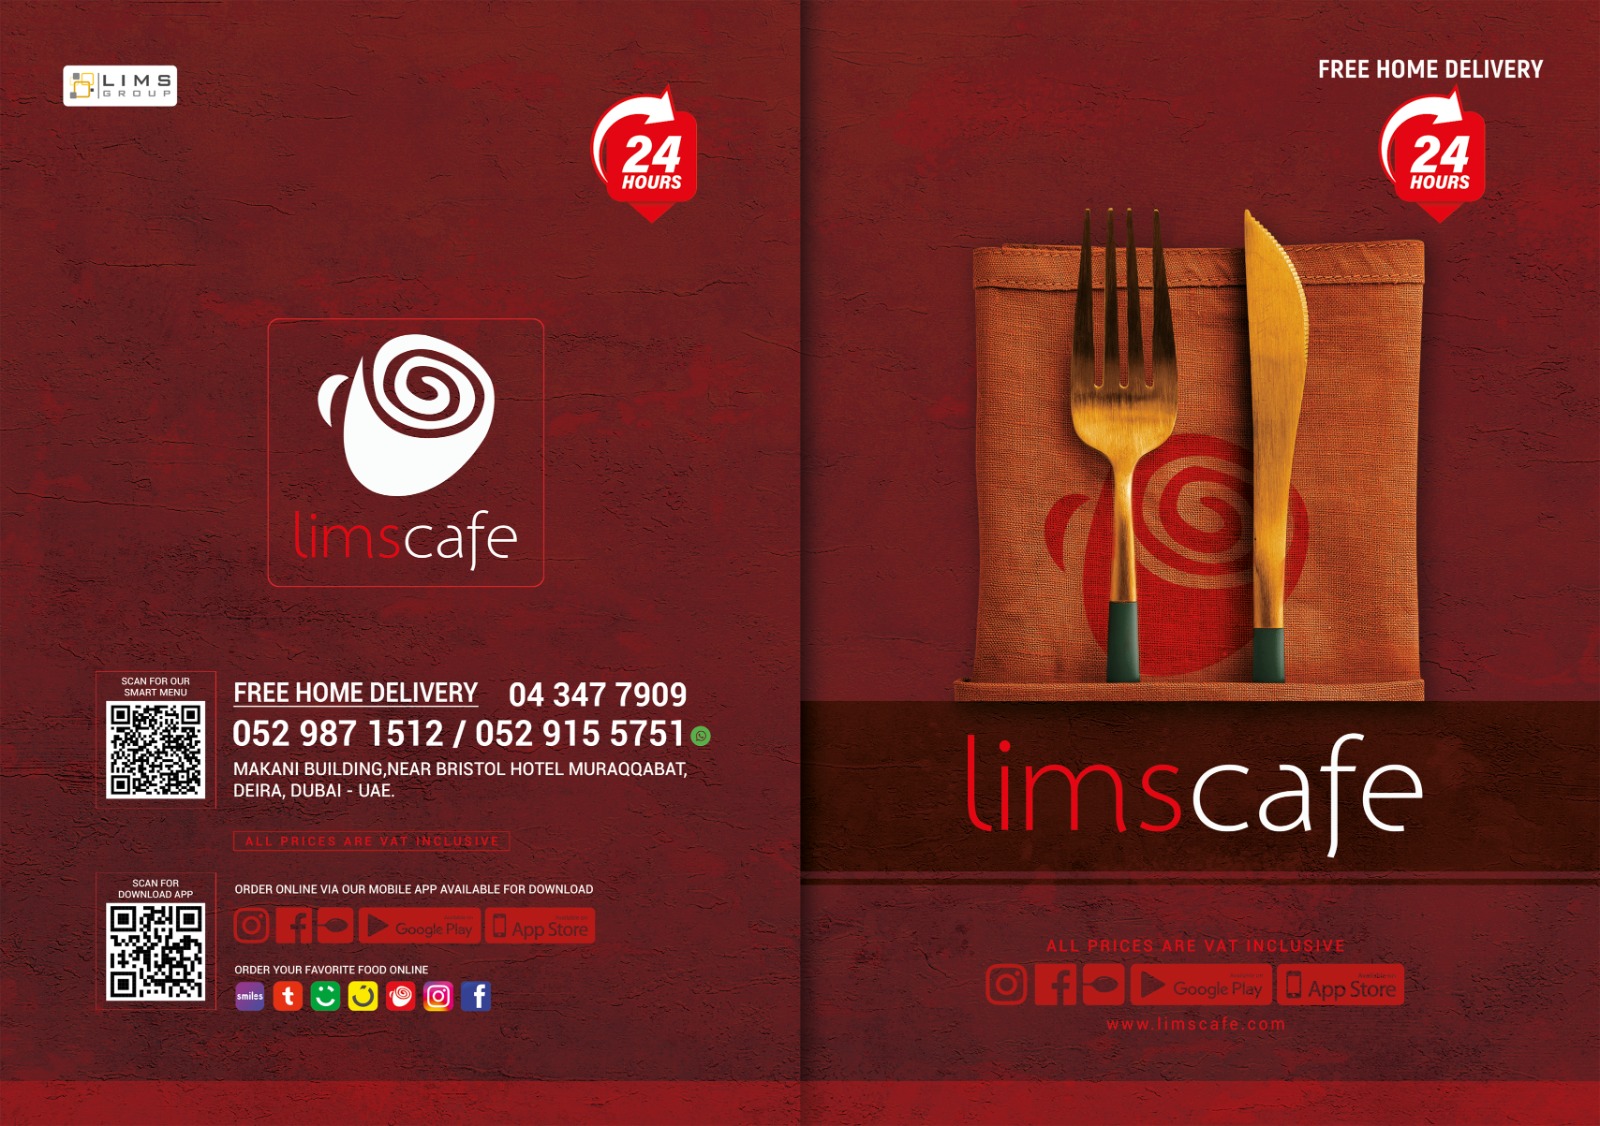 LIMS
GROUP
24
HOURS
limscafe
SCAN FOR OUR
SMART MENU
FREE HOME DELIVERY 04 347 7909
052 987 1512 / 052 915 5751
MAKANI BUILDING,NEAR BRISTOL HOTEL MURAQQABAT,
DEIRA, DUBAI - UAE.
ALL PRICES ARE VAT INCLUSIVE
SCAN FOR
DOWNLOAD APP
ORDER ONLINE VIA OUR MOBILE APP AVAILABLE FOR DOWNLOAD
Google Play
App Store
ORDER YOUR FAVORITE FOOD ONLINE
smiles
t
f
FREE HOME DELIVERY
24
HOURS
limscafe
ALL PRICES ARE VAT INCLUSIVE
Google Play
App Store
www.limscafe.com